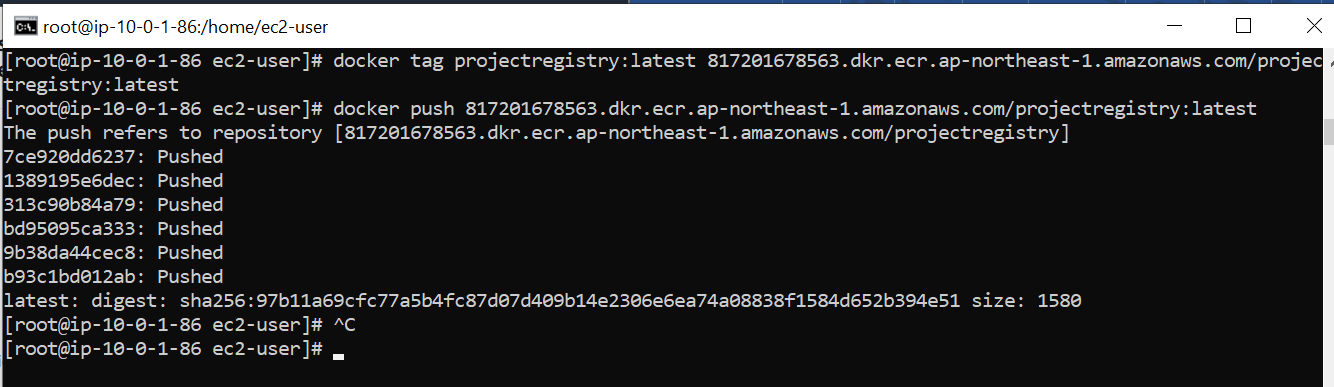 root@ip-10-0-1-86:/home/ec2-user
[root@ip-10-0-1-86 ec2-user]# docker tag projectregistry:latest 817201678563.dkr.ecr.ap-northeast-1.amazonaws.com/projec
tregistry:latest
[root@ip-10-0-1-86 ec2-user]# docker push 817201678563.dkr.ecr.ap-northeast-1.amazonaws.com/projectregistry:latest
The push refers to repository [817201678563.dkr.ecr.ap-northeast-1.amazonaws.com/projectregistry]
7ce920dd6237: Pushed
1389195e6dec: Pushed
313c90b84a79: Pushed
bd95095ca333: Pushed
9b38da44cec8: Pushed
b93c1bd012ab: Pushed
latest: digest: sha256:97b11a69cfc77a5b4fc87d07d409b14e2306e6ea74a08838f1584d652b394e51 size: 1580
[root@ip-10-0-1-86 ec2-user]# ^C
[root@ip-10-0-1-86 ec2-user]#